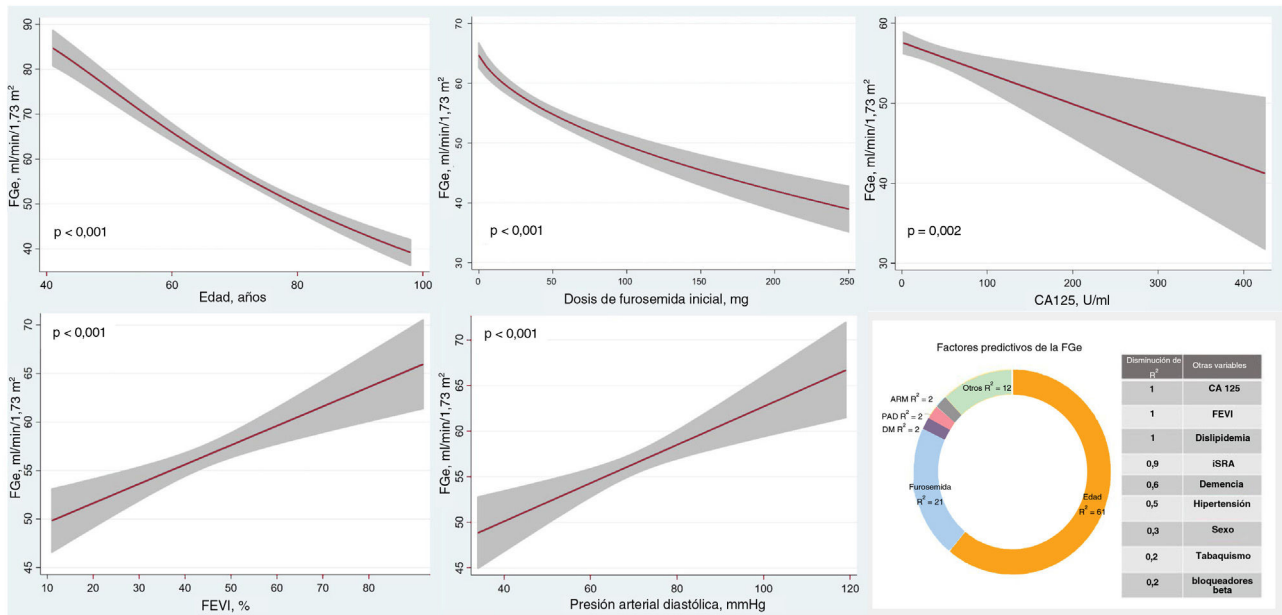 FGe, ml/min/1,73 m²
90
80
70
60
50
40
p < 0,001
40
60
80
100
Edad, años
FGe, ml/min/1,73 m²
70
60
50
40
30
p < 0,001
0
50
100
150
200
250
Dosis de furosemida inicial, mg
FGe, ml/min/1,73 m²
60
50
40
30
p = 0,002
0
100
200
300
400
CA125, U/ml
FGe, ml/min/1,73 m²
70
65
60
55
50
45
p < 0,001
10
20
30
40
50
60
70
80
FEVI, %
FGe, ml/min/1,73 m²
70
65
60
55
50
45
p < 0,001
40
60
80
100
120
Presión arterial diastólica, mmHg
Factores predictivos de la FGe
Otros R² = 12
ARM R² = 2
PAD R² = 2
DM R² = 2
Furosemida
R² = 21
Edad
R² = 61
Disminución de R² Otras variables
1 CA 125
1 FEVI
1 Dislipidemia
0,9 iSRA
0,6 Demencia
0,5 Hipertensión
0,3 Sexo
0,2 Tabaquismo
0,2 bloqueadores beta